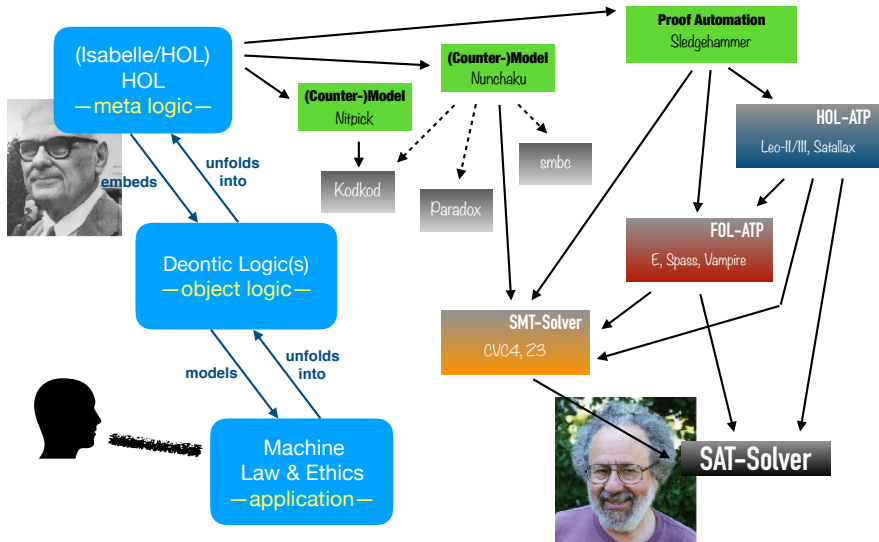 (Isabelle/HOL)
HOL
—meta logic—
embeds
unfolds
into
Deontic Logic(s)
—object logic—
models
unfolds
into
Machine
Law & Ethics
—application—
(Counter-)Model
Nitpick
(Counter-)Model
Nunchaku
Proof Automation
Sledgehammer
Kodkod
Paradox
smbc
HOL-ATP
Leo-II/III, Satallax
FOL-ATP
E, Spass, Vampire
SMT-Solver
CVC4, Z3
SAT-Solver